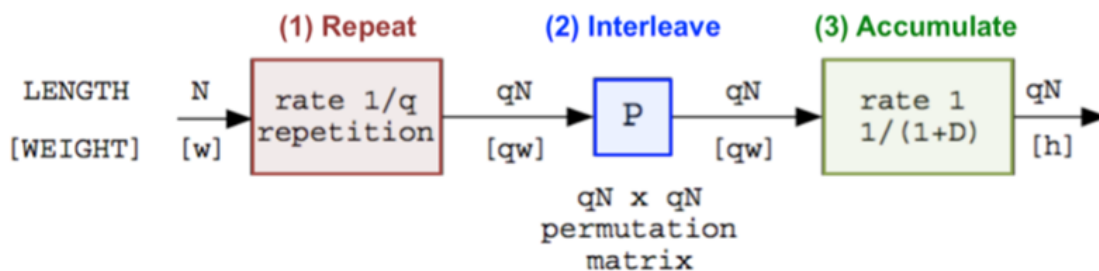 (1) Repeat (2) Interleave (3) Accumulate
LENGTH N qN qN qN
rate 1/q
repetition
P
rate 1
1/(1+D)
[WEIGHT] [w] [qw] [qw] [h]
qN x qN
permutation
matrix